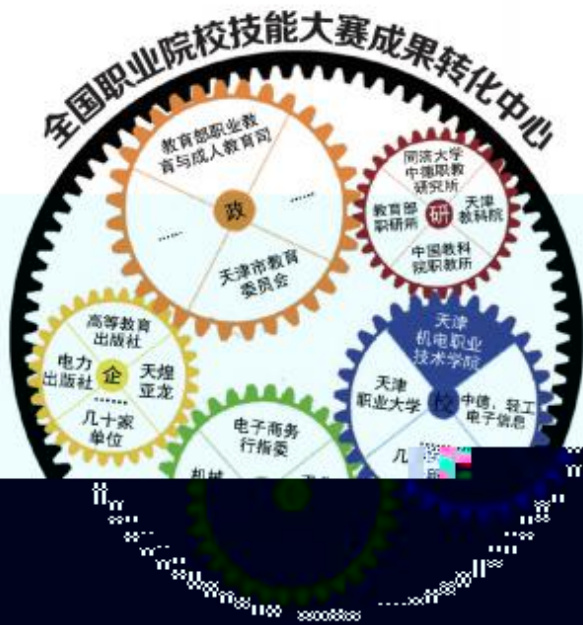 全国职业院校技能大赛成果转化中心
教育部职业教
育与成人教育司
……
……
天津市教育
委员会
政
同济大学
中德职教
研究所
教育部
职研所
研
天津
教科院
中国教科
院职教所
高等教育
出版社
电力
出版社
企
天煌
亚龙
……
几十家
单位
天津
机电职业
技术学院
天津
职业大学
校
中德，轻工
电子信息
电子商务
行指委
机械